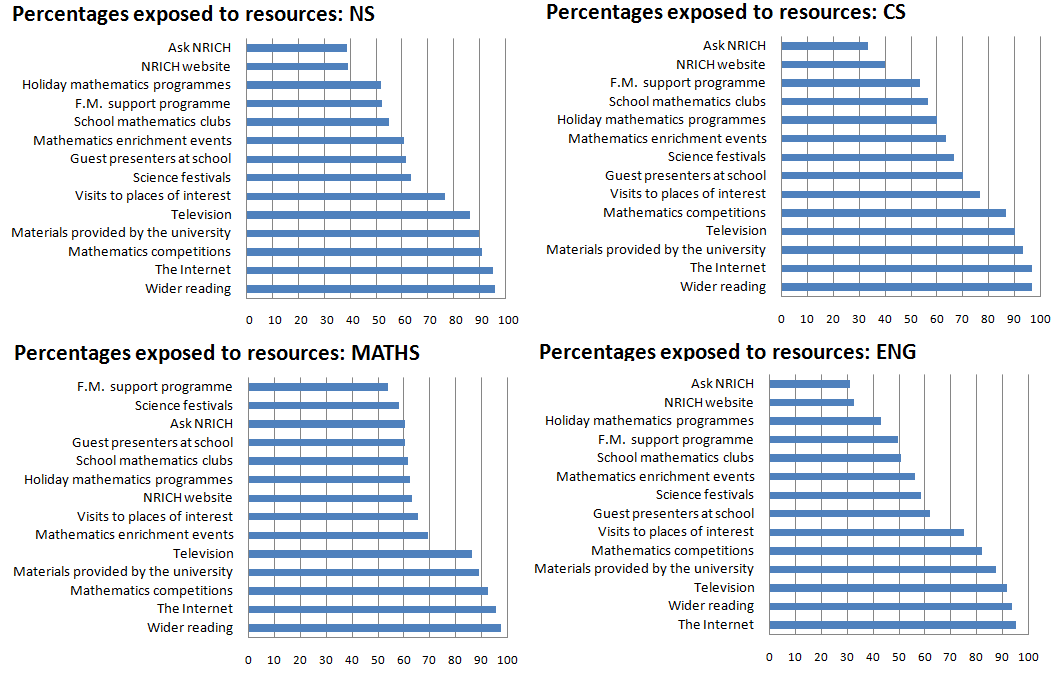 Percentages exposed to resources: NS
Ask NRICH
NRICH website
Holiday mathematics programmes
F.M. support programme
School mathematics clubs
Mathematics enrichment events
Guest presenters at school
Science festivals
Visits to places of interest
Television
Materials provided by the university
Mathematics competitions
The Internet
Wider reading
0 10 20 30 40 50 60 70 80 90 100
Percentages exposed to resources: CS
Ask NRICH
NRICH website
F.M. support programme
School mathematics clubs
Holiday mathematics programmes
Mathematics enrichment events
Science festivals
Guest presenters at school
Visits to places of interest
Mathematics competitions
Television
Materials provided by the university
The Internet
Wider reading
0 10 20 30 40 50 60 70 80 90 100
Percentages exposed to resources: MATHS
F.M. support programme
Science festivals
Ask NRICH
Guest presenters at school
School mathematics clubs
Holiday mathematics programmes
NRICH website
Visits to places of interest
Mathematics enrichment events
Television
Materials provided by the university
Mathematics competitions
The Internet
Wider reading
0 10 20 30 40 50 60 70 80 90 100
Percentages exposed to resources: ENG
Ask NRICH
NRICH website
Holiday mathematics programmes
F.M. support programme
School mathematics clubs
Mathematics enrichment events
Science festivals
Guest presenters at school
Visits to places of interest
Mathematics competitions
Materials provided by the university
Television
Wider reading
The Internet
0 10 20 30 40 50 60 70 80 90 100